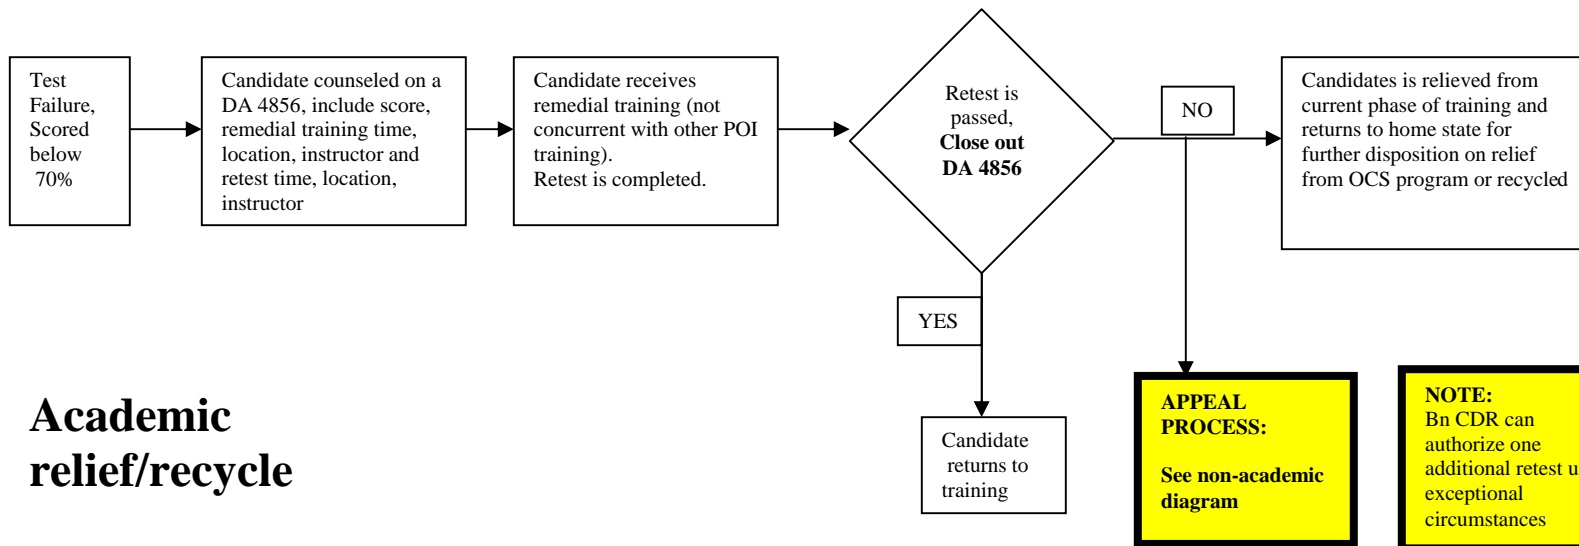 Test
Failure,
Scored
below
70%
Candidate counseled on a
DA 4856, include score,
remedial training time,
location, instructor and
retest time, location,
instructor
Candidate receives
remedial training (not
concurrent with other POI
training).
Retest is completed.
Retest is
passed,
Close out
DA 4856
NO
Candidates is relieved from
current phase of training and
returns to home state for
further disposition on relief
from OCS program or recycled
YES
Candidate
returns to
training
APPEAL
PROCESS:
See non-academic
diagram
NOTE:
Bn CDR can
authorize one
additional retest
exceptional
circumstances
Academic
relief/recycle